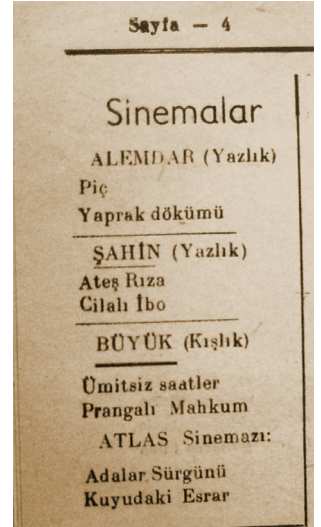 Sayfa — 4
Sinemalar
ALEMDAR (Yazlık)
Piç
Yaprak dökümü
ŞAHİN (Yazlık)
Ateş Rıza
Cilalı İbo
BÜYÜK (Kışlık)
Ümitsiz saatler
Prangalı Mahkum
ATLAS Sinemazı:
Adalar Sürgünü
Kuyudaki Esrar